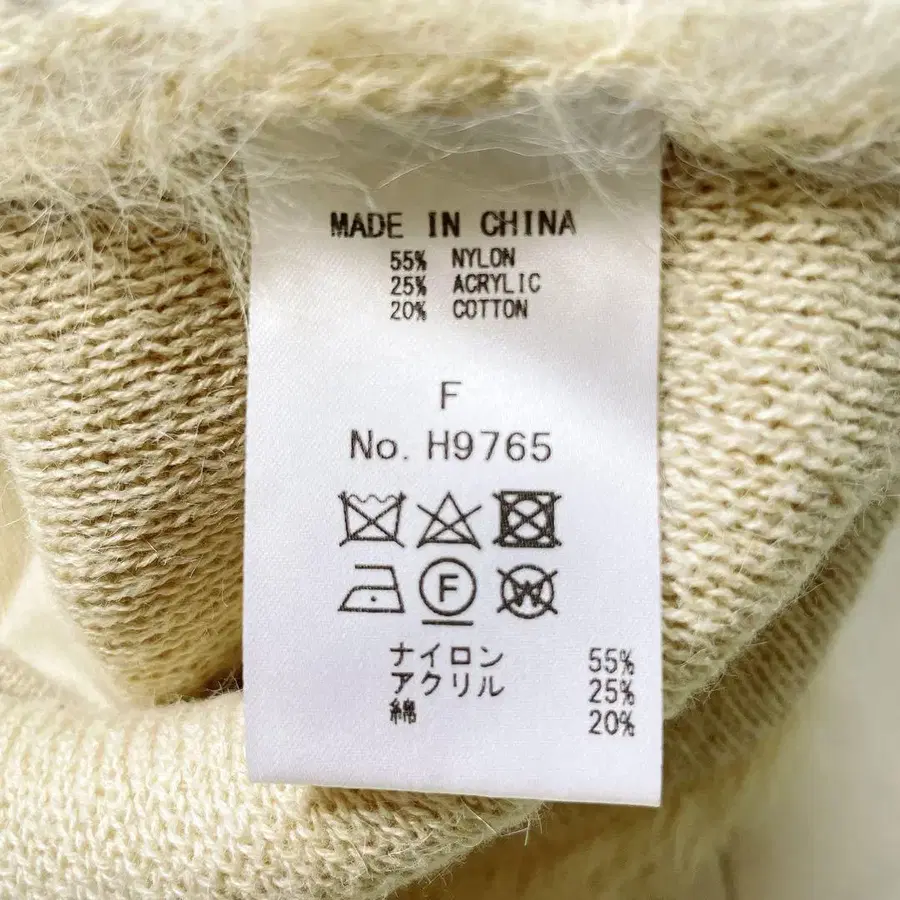 MADE IN CHINA
55% NYLON
25% ACRYLIC
20% COTTON
F
No. H9765
F W
ナイロン 55%
アクリル 25%
綿 20%